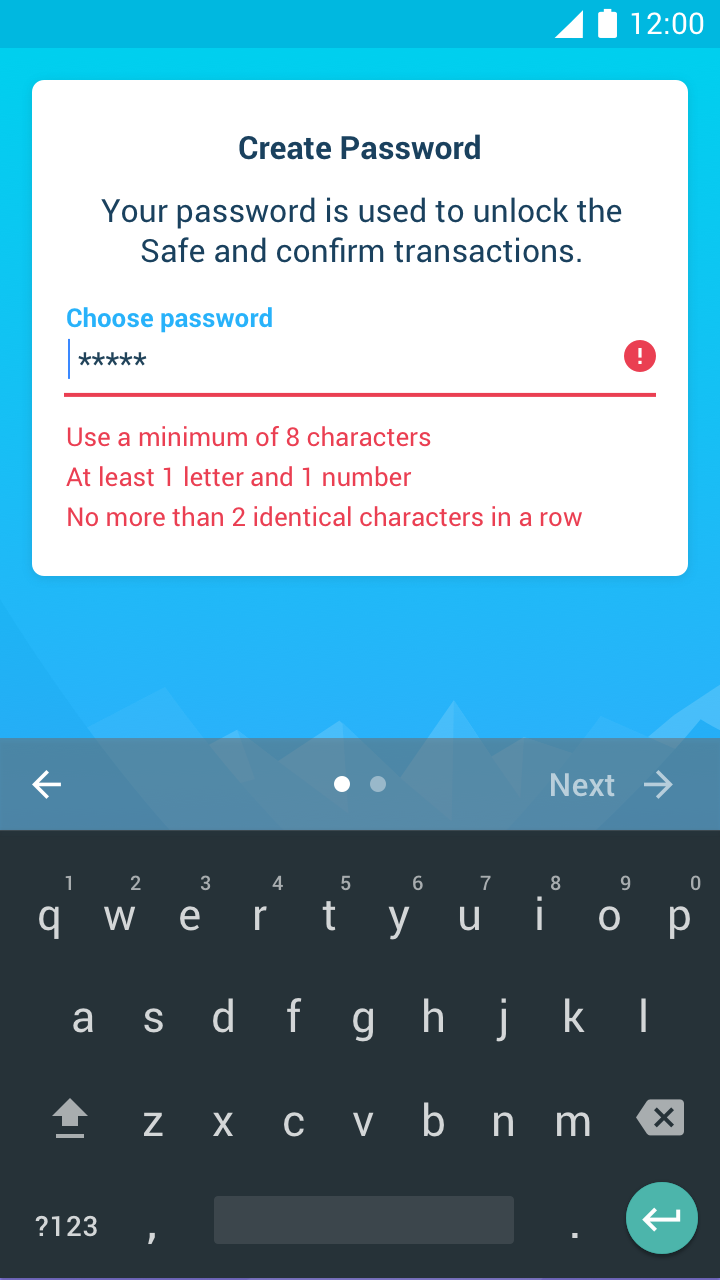 12:00
Create Password
Your password is used to unlock the
Safe and confirm transactions.
Choose password
*****
!
Use a minimum of 8 characters
At least 1 letter and 1 number
No more than 2 identical characters in a row
Next
1 2 3 4 5 6 7 8 9 0
q w e r t y u i o p
a s d f g h j k l
z x c v b n m
?123 , .